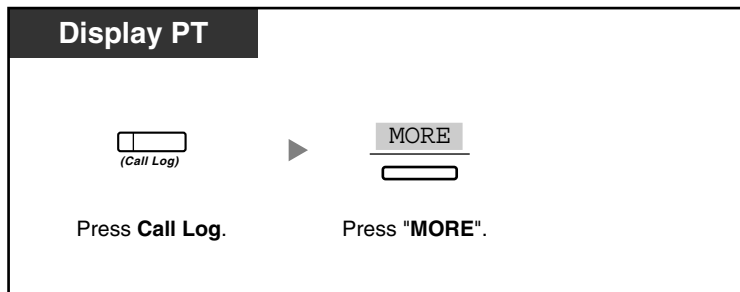 Display PT
MORE
(Call Log)
Press Call Log.
Press "MORE".